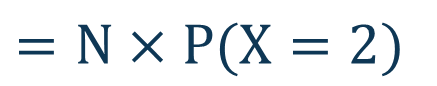 = N × P(X = 2)